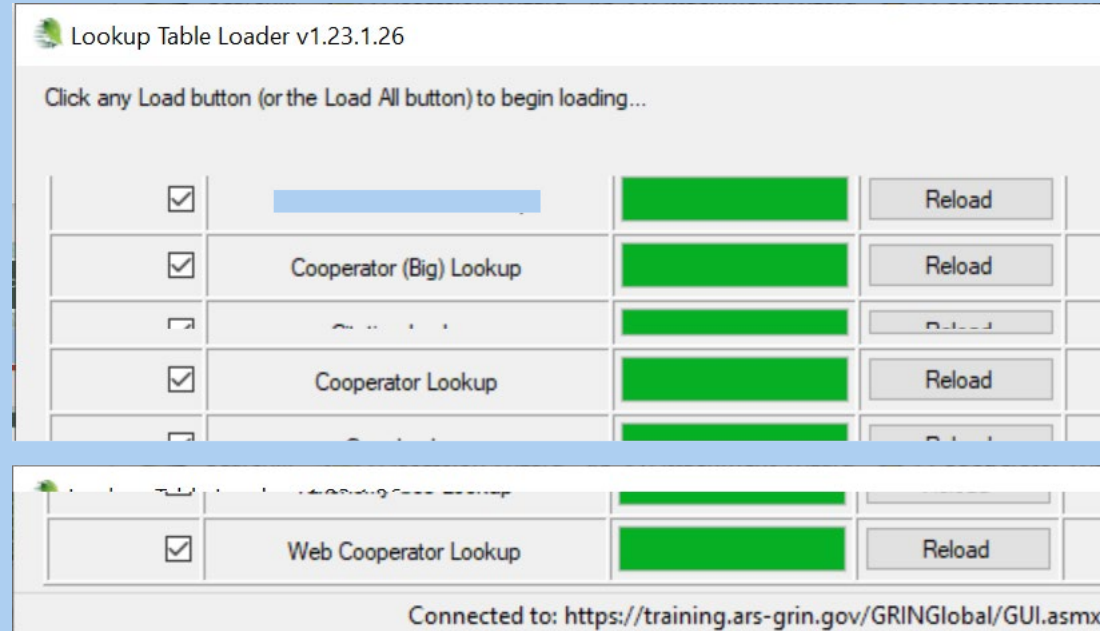 Lookup Table Loader v1.23.1.26
Click any Load button (or the Load All button) to begin loading...
Reload
Cooperator (Big) Lookup Reload
Cooperator Lookup Reload
Web Cooperator Lookup Reload
Connected to: https://training.ars-grin.gov/GRINGlobal/GUI.asmx